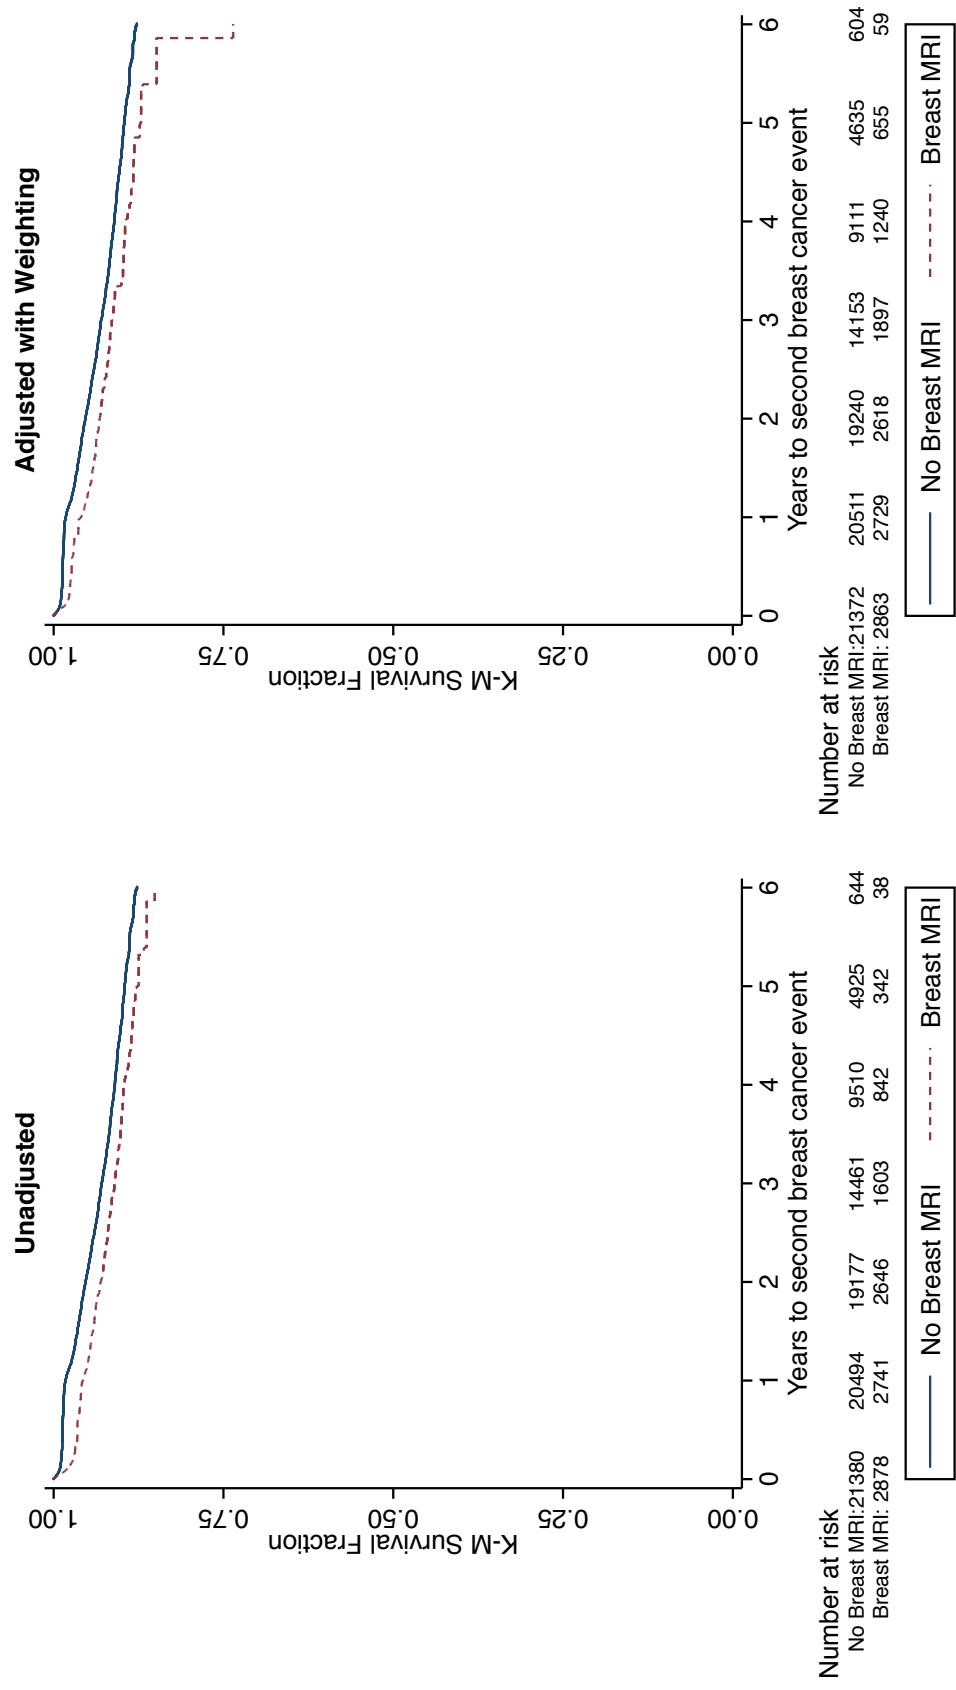 Unadjusted
1.00
0.75
0.50
0.25
0.00
K-M Survival Fraction
0 1 2 3 4 5 6
Years to second breast cancer event
Number at risk
No Breast MRI:21380 20494 19177 14461 9510 4925 644
Breast MRI: 2878 2741 2646 1603 842 342 38
No Breast MRI Breast MRI
Adjusted with Weighting
1.00
0.75
0.50
0.25
0.00
K-M Survival Fraction
0 1 2 3 4 5 6
Years to second breast cancer event
Number at risk
No Breast MRI:21372 20511 19240 14153 9111 4635 604
Breast MRI: 2863 2729 2618 1897 1240 655 59
No Breast MRI Breast MRI